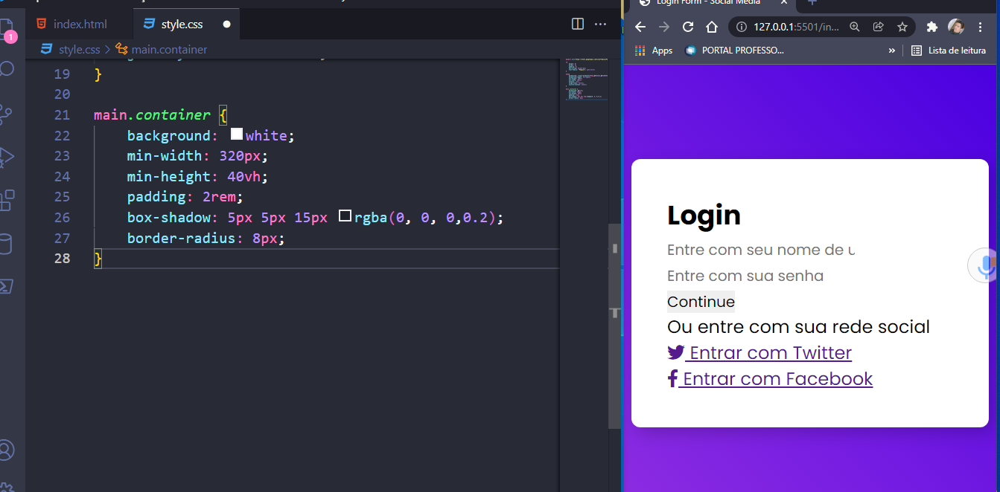 index.html
style.css
style.css > main.container
19 }
20
21 main.container {
22 background: white;
23 min-width: 320px;
24 min-height: 40vh;
25 padding: 2rem;
26 box-shadow: 5px 5px 15px rgba(0, 0, 0,0.2);
27 border-radius: 8px;
28 }
1
Login Form - Social Media
127.0.0.1:5501/in...
Apps
PORTAL PROFESSO...
»
Lista de leitura
Login
Entre com seu nome de u
Entre com sua senha
Continue
Ou entre com sua rede social
Entrar com Twitter
Entrar com Facebook